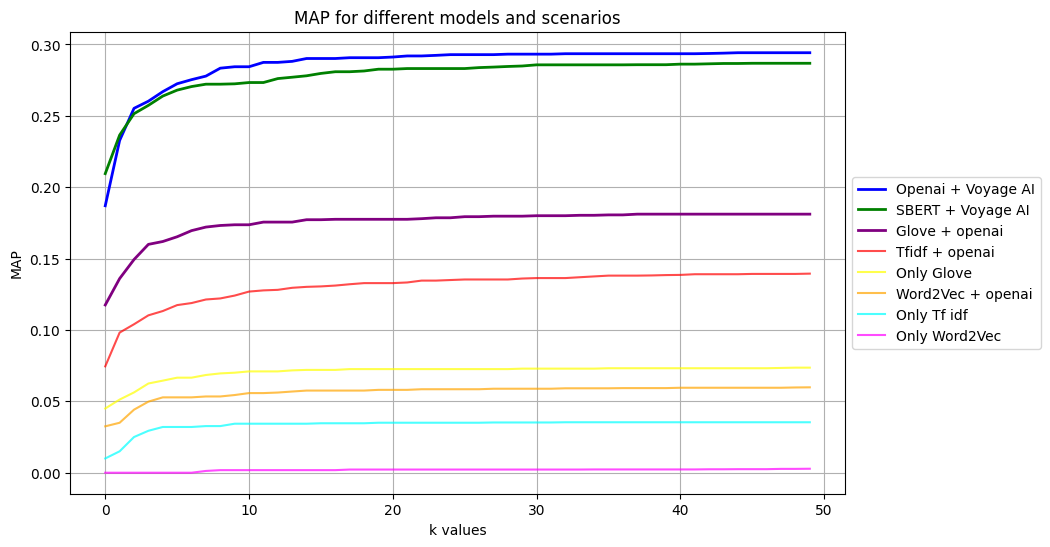 MAP for different models and scenarios
MAP
0.30
0.25
0.20
0.15
0.10
0.05
0.00
0 10 20 30 40 50
k values
Openai + Voyage AI
SBERT + Voyage AI
Glove + openai
Tfidf + openai
Only Glove
Word2Vec + openai
Only Tf idf
Only Word2Vec